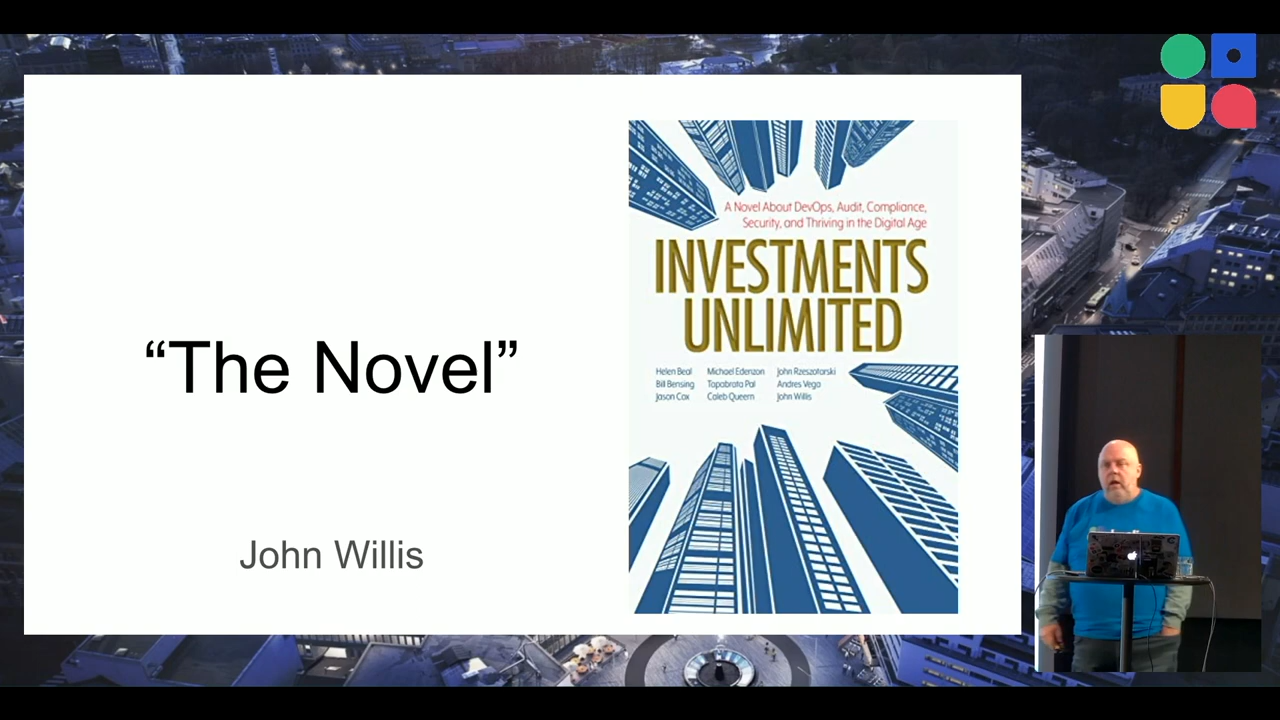 “The Novel”
John Willis
A Novel About DevOps, Audit, Compliance,
Security, and Thriving in the Digital Age
INVESTMENTS
UNLIMITED
Helen Beal
Bill Bensing
Jason Cox
Michael Edenzon
Topabrata Pal
Caleb Queern
John Rzeszotarski
Andres Vega
John Willis